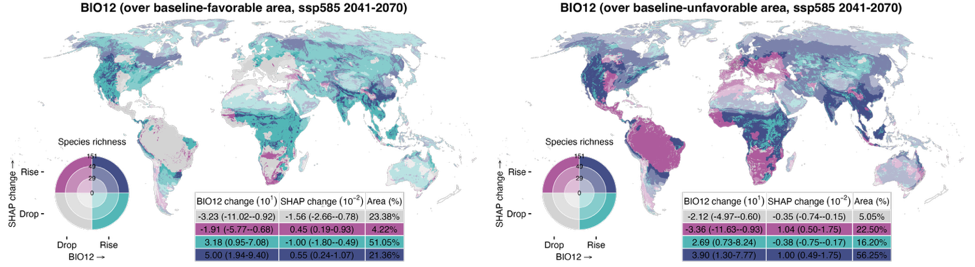 BIO12 (over baseline-favorable area, ssp585 2041-2070)
Species richness
151
43
29
0
SHAP change →
Rise
Drop
Drop
Rise
BIO12 →
BIO12 change (10¹) SHAP change (10⁻²) Area (%)
-3.23 (-11.02--0.92) -1.56 (-2.66--0.78) 23.38%
-1.91 (-5.77--0.68) 0.45 (0.19-0.93) 4.22%
3.18 (0.95-7.08) -1.00 (-1.80--0.49) 51.05%
5.00 (1.94-9.40) 0.55 (0.24-1.07) 21.36%
BIO12 (over baseline-unfavorable area, ssp585 2041-2070)
Species richness
151
43
29
0
SHAP change →
Rise
Drop
Drop
Rise
BIO12 →
BIO12 change (10¹) SHAP change (10⁻²) Area (%)
-2.12 (-4.97--0.60) -0.35 (-0.74--0.15) 5.05%
-3.36 (-11.63--0.93) 1.04 (0.50-1.75) 22.50%
2.69 (0.73-8.24) -0.38 (-0.75--0.17) 16.20%
3.90 (1.30-7.77) 1.00 (0.49-1.75) 56.25%